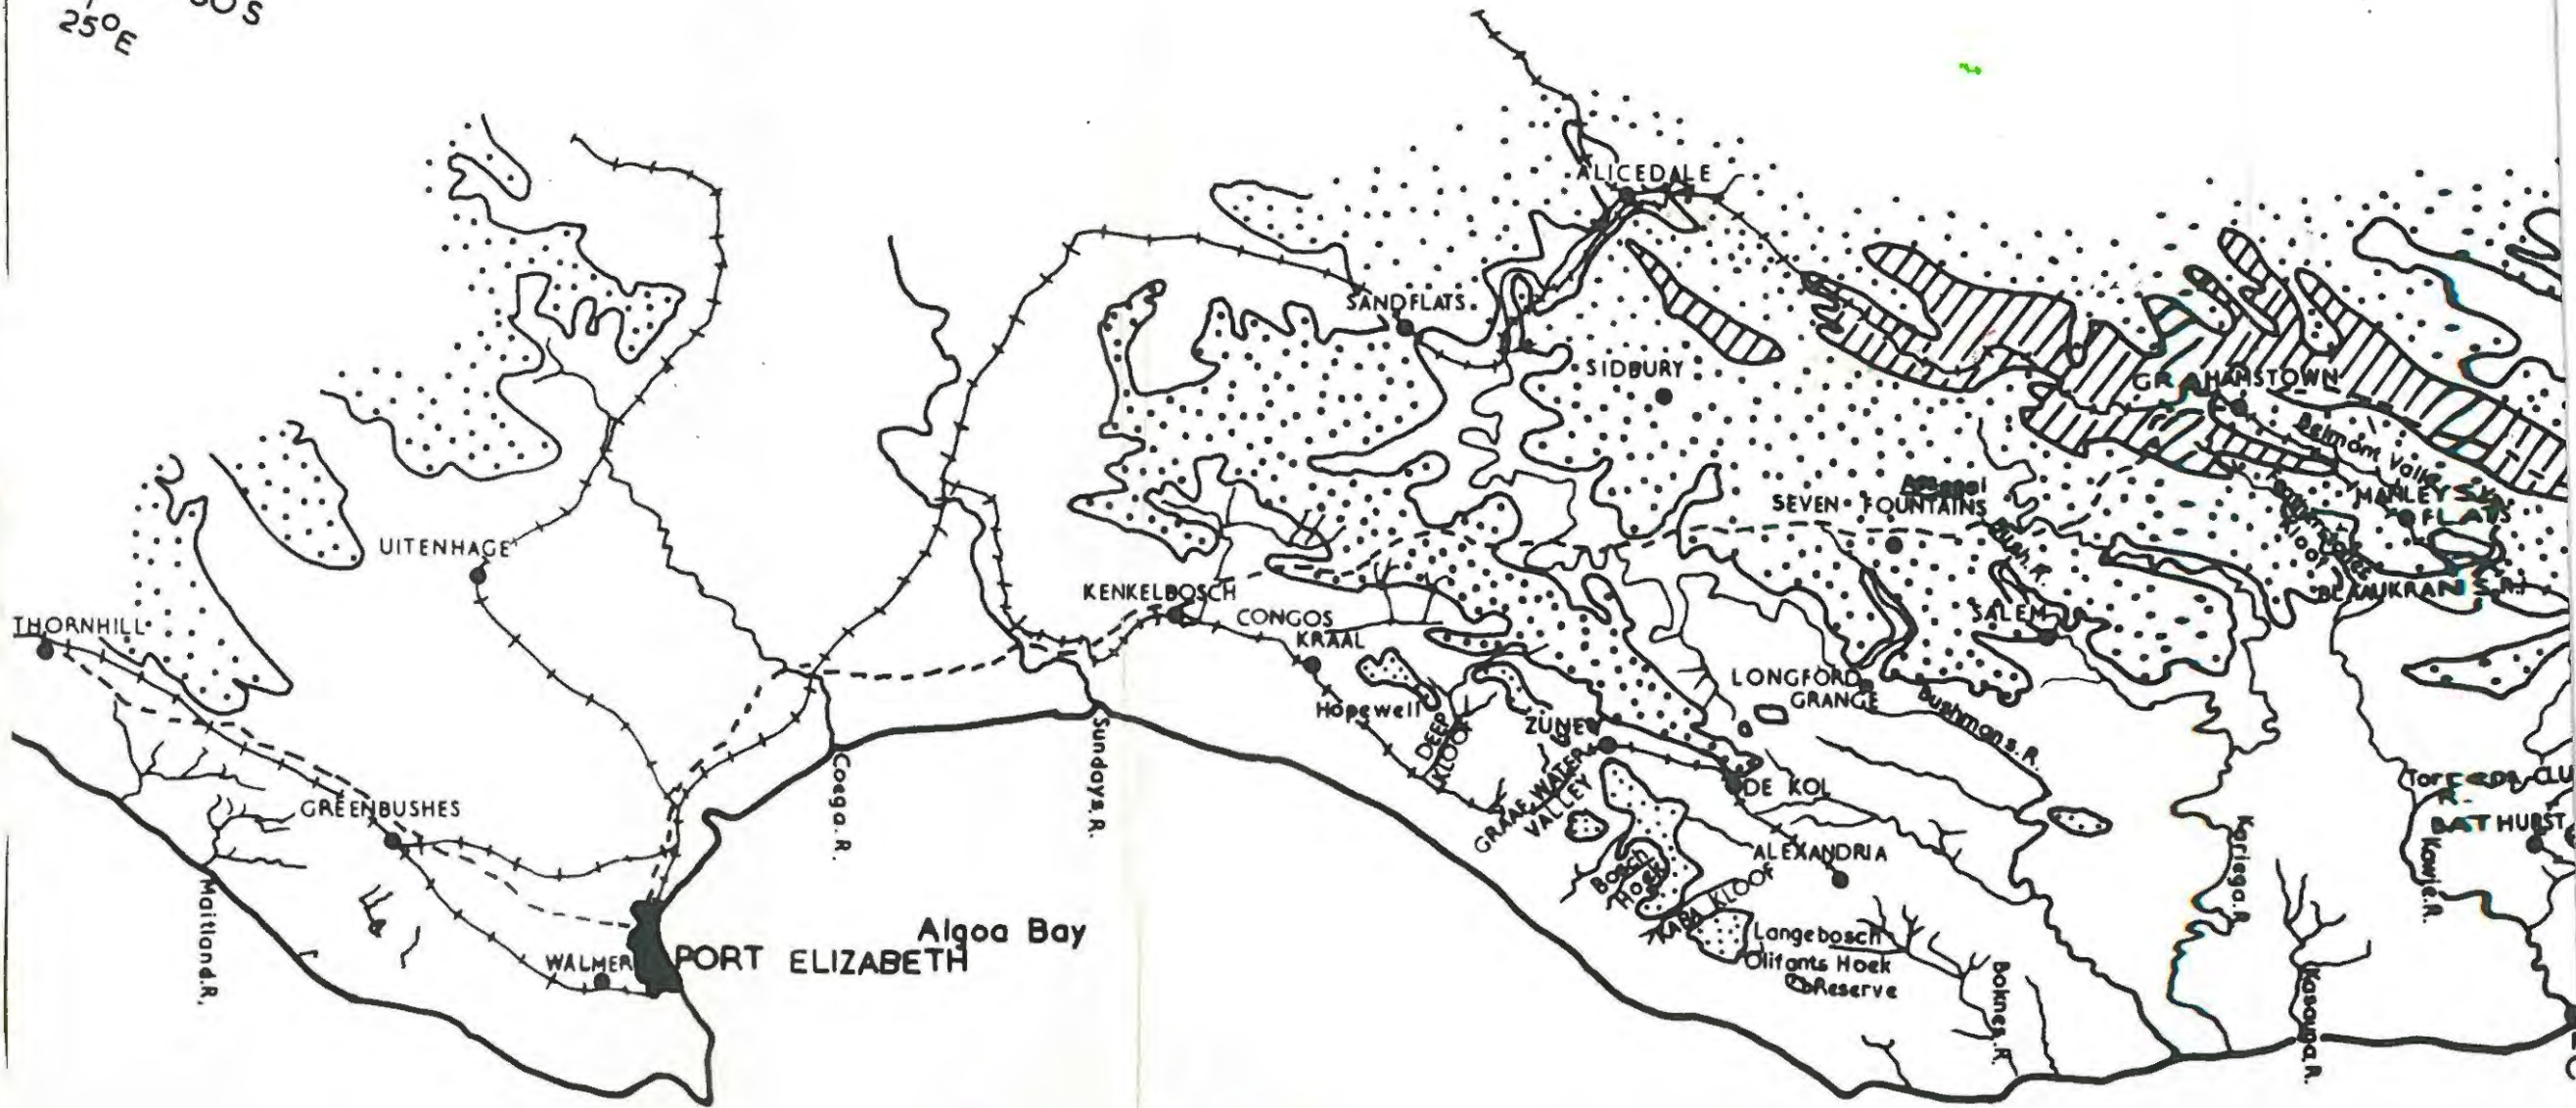 25°E
ALICEDALE
SANDFLATS
SIDBURY
GRAHAMSTOWN
Belmont Valley
MANLEY'S
FLATS
SEVEN FOUNTAINS
Bush. R.
UITENHAGE
KENKELBOSCH
CONGOS
KRAAL
BLAAUKRANS. R.
SALEM
THORNHILL
LONGFORD
GRANGE
Bushmans. R.
Hopewell
DEEP
KLOOF
ZUNEY
GRAAF WATER
VALLEY
DE KOL
Coega. R.
Sundays. R.
GREENBUSHES
BATHURST
ALEXANDRIA
Bosch
Hoek
KABA KLOOF
Kariega. R.
Kowie. R.
Maitland. R.
Algoa Bay
WALMER
PORT ELIZABETH
Langebosch
Olifants Hoek
Reserve
Boknes. R.
Kasouga. R.